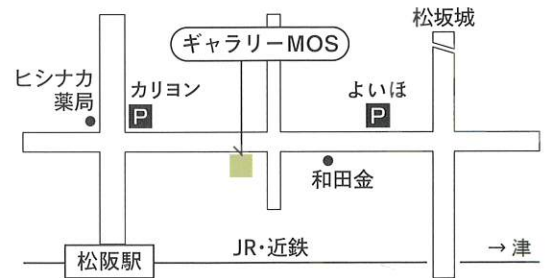 松坂城
ギャラリーMOS
ヒシナカ
薬局
カリヨン
P
よいほ
P
和田金
松阪駅
JR・近鉄
→ 津